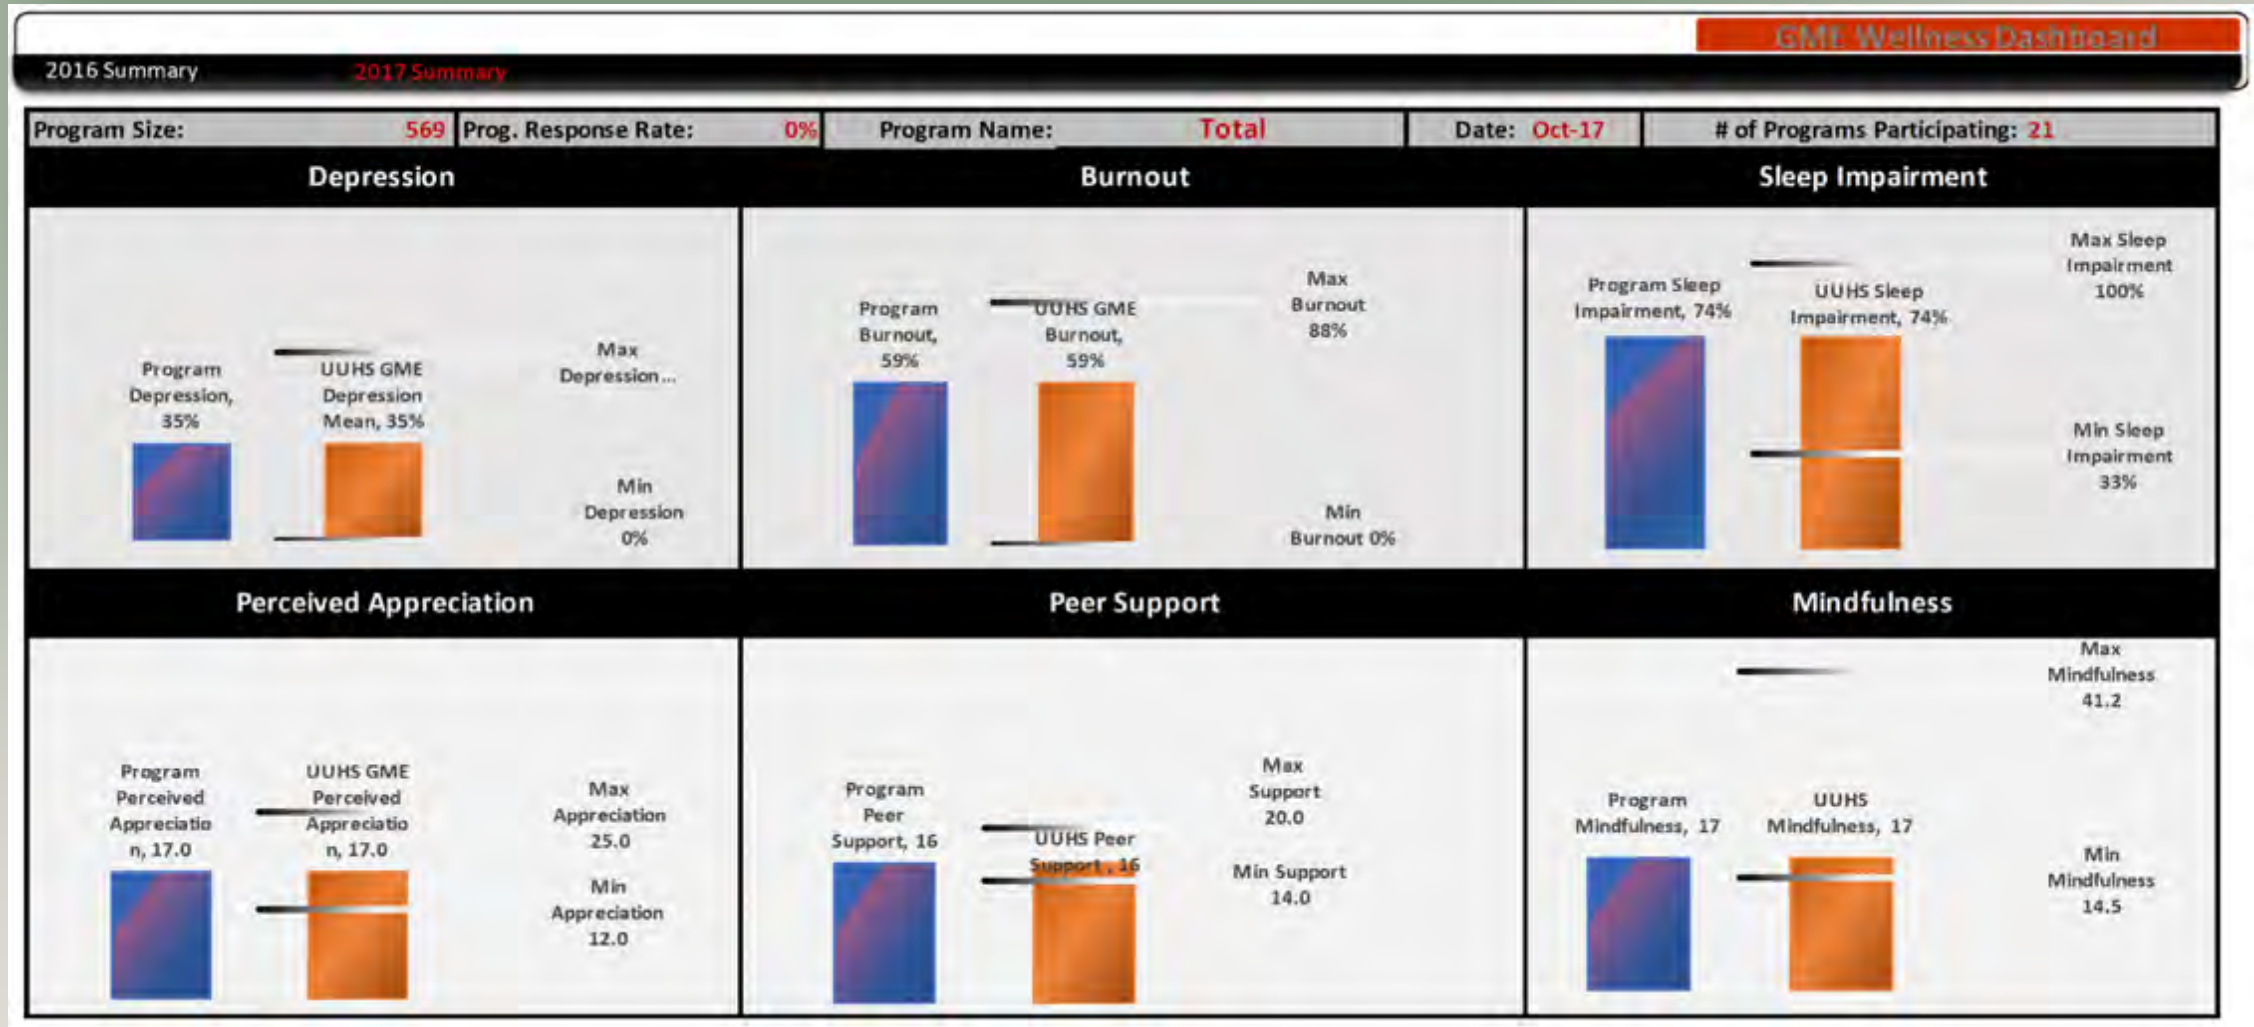 GME Wellness Dashboard
2016 Summary 2017 Summary
Program Size: 569 Prog. Response Rate: 0% Program Name: Total Date: Oct-17 # of Programs Participating: 21
Depression Burnout Sleep Impairment
Program
Depression,
35%
UUHS GME
Depression
Mean, 35%
Max
Depression...
Min
Depression
0%
Program
Burnout,
59%
UUHS GME
Burnout,
59%
Max
Burnout
88%
Min
Burnout 0%
Program Sleep
Impairment, 74%
UUHS Sleep
Impairment, 74%
Max Sleep
Impairment
100%
Min Sleep
Impairment
33%
Perceived Appreciation Peer Support Mindfulness
Program
Perceived
Appreciatio
n, 17.0
UUHS GME
Perceived
Appreciatio
n, 17.0
Max
Appreciation
25.0
Min
Appreciation
12.0
Program
Peer
Support, 16
UUHS Peer
Support , 16
Max
Support
20.0
Min Support
14.0
Program
Mindfulness, 17
UUHS
Mindfulness, 17
Max
Mindfulness
41.2
Min
Mindfulness
14.5